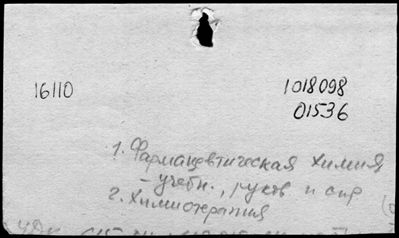 16110
1018098
01536
1. Фармацевтическая химия,
– учебн., руков. и спр
2. Химиотерапия